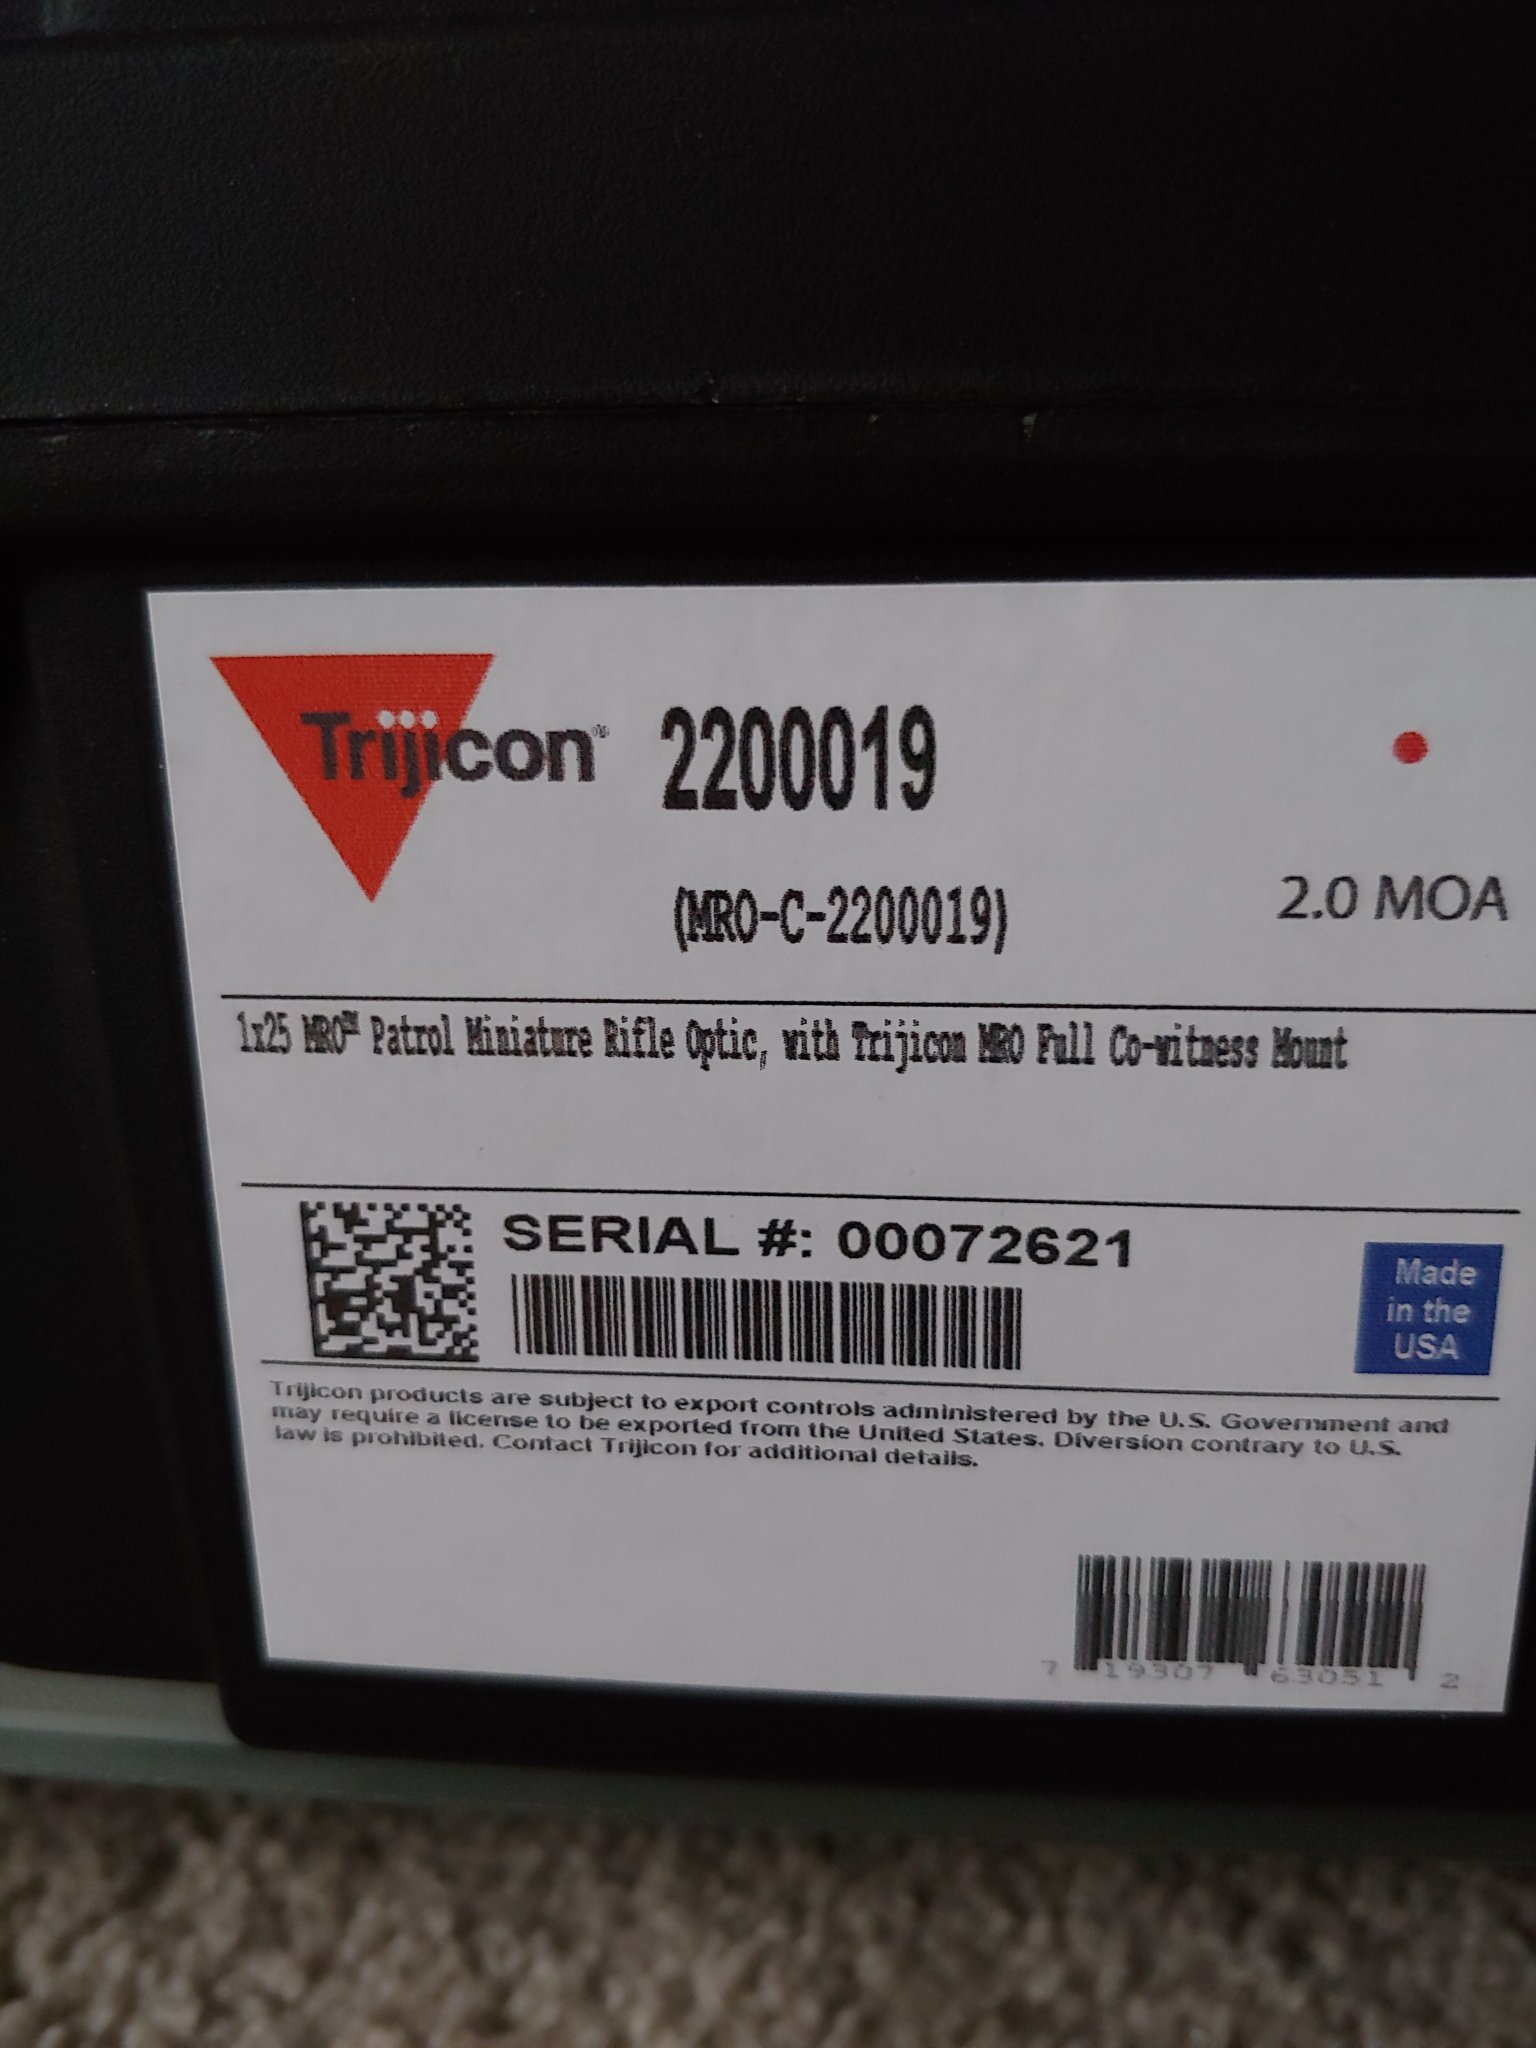 Trijicon®
2200019
(MRO-C-2200019)
2.0 MOA
1x25 MRO™ Patrol Miniature Rifle Optic, with Trijicon MRO Full Co-witness Mount
SERIAL #: 00072621
Made
in the
USA
Trijicon products are subject to export controls administered by the U.S. Government and
may require a license to be exported from the United States. Diversion contrary to U.S.
law is prohibited. Contact Trijicon for additional details.
7 19307 63051 2